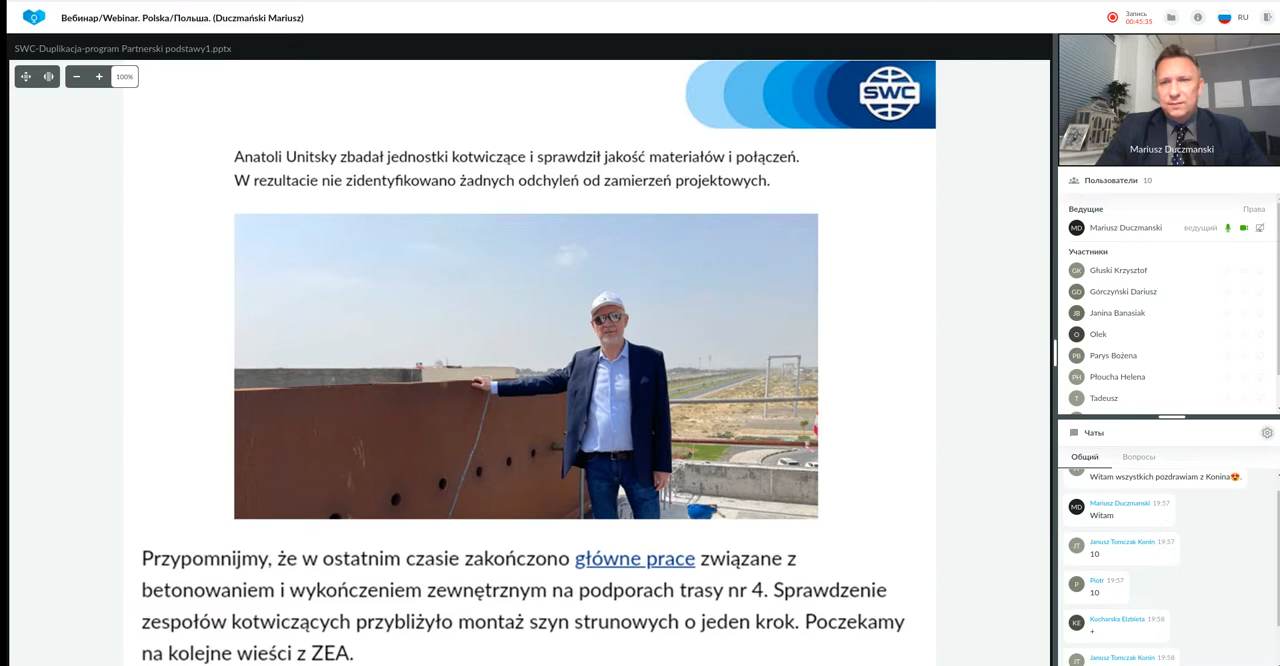 Вебинар/Webinar. Polska/Польша. (Duczmański Mariusz)
Запись
00:45:35
RU
SWC-Duplikacja-program Partnerski podstawy1.pptx
100%
SWC
Anatoli Unitsky zbadał jednostki kotwiczące i sprawdził jakość materiałów i połączeń.
W rezultacie nie zidentyfikowano żadnych odchyleń od zamierzeń projektowych.
Przypomnijmy, że w ostatnim czasie zakończono główne prace związane z
betonowaniem i wykończeniem zewnętrznym na podporach trasy nr 4. Sprawdzenie
zespołów kotwiczących przybliżyło montaż szyn strunowych o jeden krok. Poczekamy
na kolejne wieści z ZEA.
Mariusz Duczmanski
Пользователи 10
Ведущие Права
MD Mariusz Duczmanski ведущий
Участники
GK Głuski Krzysztof
GD Górczyński Dariusz
JB Janina Banasiak
O Olek
PB Parys Bożena
PH Płoucha Helena
T Tadeusz
Чаты
Общий Вопросы
Witam wszystkich pozdrawiam z Konina😍.
MD Mariusz Duczmanski 19:57
Witam
JT Janusz Tomczak Konin 19:57
10
P Piotr 19:57
10
KE Kucharska Elzbieta 19:58
+
JT Janusz Tomczak Konin 19:58